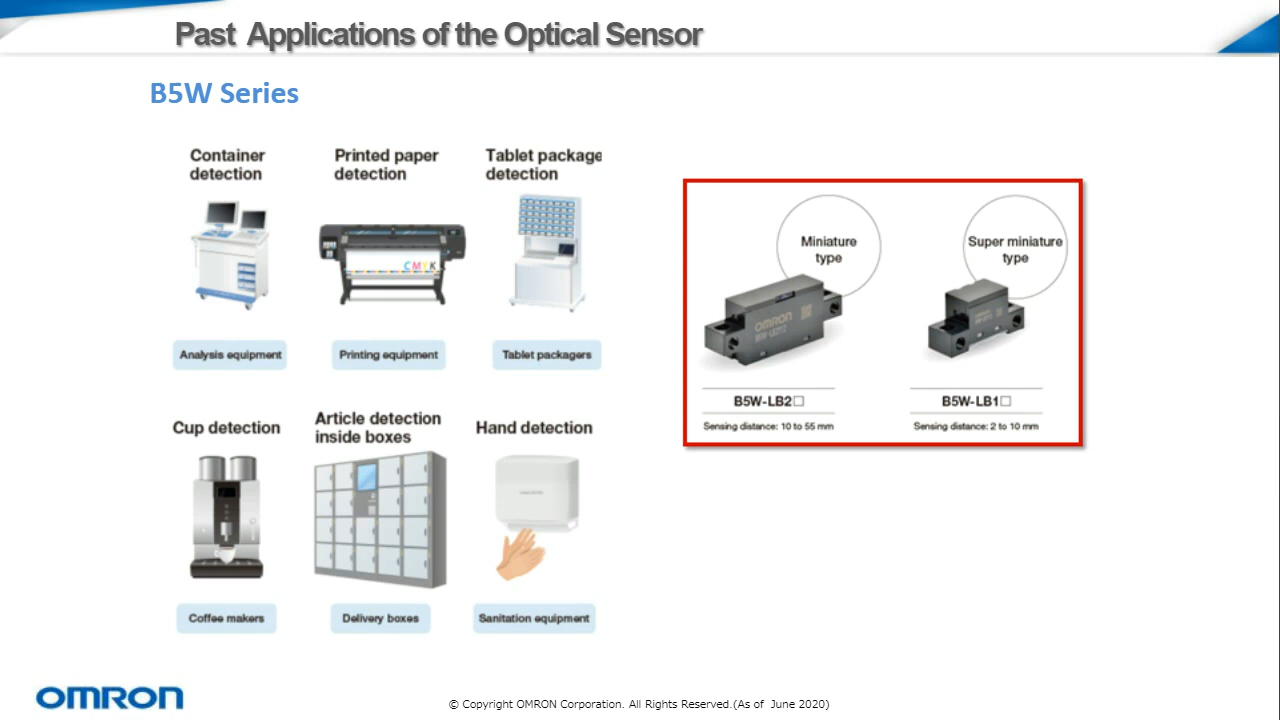 Past Applications of the Optical Sensor
B5W Series
Container
detection
Printed paper
detection
Tablet package
detection
CMYK
Analysis equipment
Printing equipment
Tablet packagers
Cup detection
Article detection
inside boxes
Hand detection
Coffee makers
Delivery boxes
Sanitation equipment
Miniature
type
Super miniature
type
OMRON
B5W-LB2□
B5W-LB1□
Sensing distance: 10 to 55 mm
Sensing distance: 2 to 10 mm
OMRON
© Copyright OMRON Corporation. All Rights Reserved.(As of June 2020)